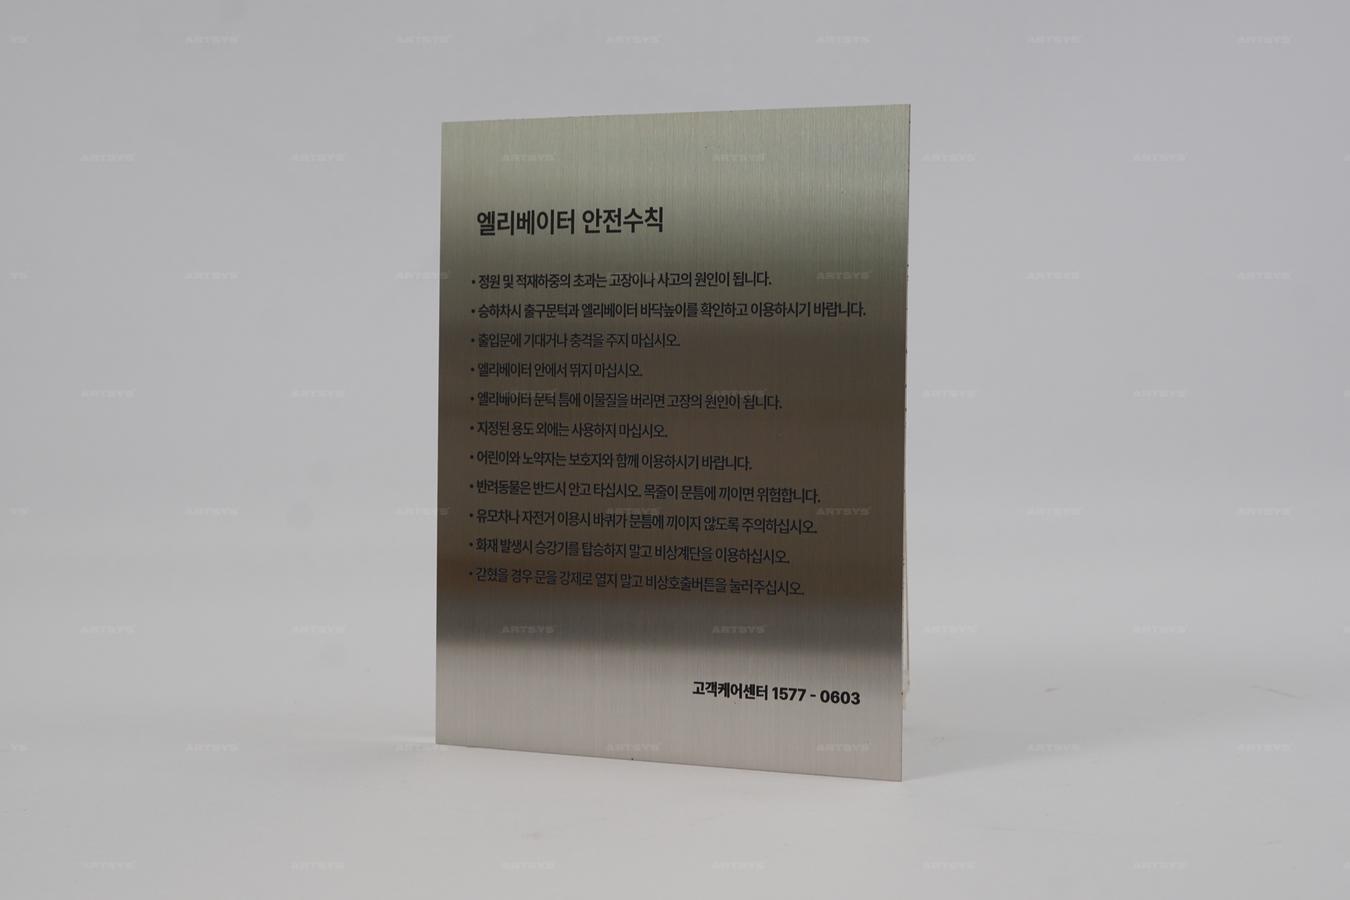 엘리베이터 안전수칙
• 정원 및 적재하중의 초과는 고장이나 사고의 원인이 됩니다.
• 승하차시 출구문턱과 엘리베이터 바닥높이를 확인하고 이용하시기 바랍니다.
• 출입문에 기대거나 충격을 주지 마십시오.
• 엘리베이터 안에서 뛰지 마십시오.
• 엘리베이터 문턱 틈에 이물질을 버리면 고장의 원인이 됩니다.
• 지정된 용도 외에는 사용하지 마십시오.
• 어린이와 노약자는 보호자와 함께 이용하시기 바랍니다.
• 반려동물은 반드시 안고 타십시오. 목줄이 문틈에 끼이면 위험합니다.
• 유모차나 자전거 이용시 바퀴가 문틈에 끼이지 않도록 주의하십시오.
• 화재 발생시 승강기를 탑승하지 말고 비상계단을 이용하십시오.
• 갇혔을 경우 문을 강제로 열지 말고 비상호출버튼을 눌러주십시오.
고객케어센터 1577 - 0603
ARTSYS